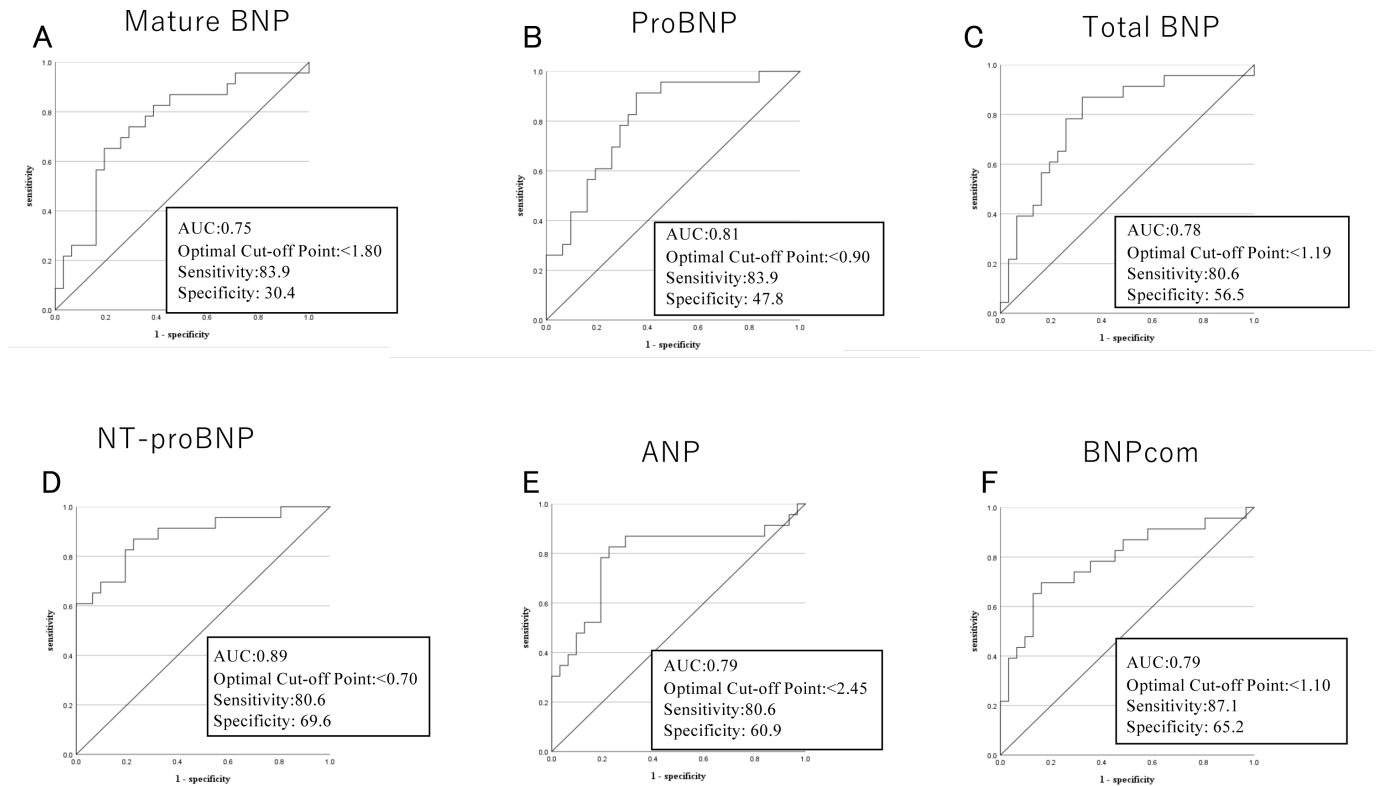 Mature BNP
A
1.0
0.8
0.6
0.4
0.2
0.0
sensitivity
0.0 0.2 0.4 0.6 0.8 1.0
1 - specificity
AUC:0.75
Optimal Cut-off Point:<1.80
Sensitivity:83.9
Specificity: 30.4
ProBNP
B
1.0
0.8
0.6
0.4
0.2
0.0
sensitivity
0.0 0.2 0.4 0.6 0.8 1.0
1 - specificity
AUC:0.81
Optimal Cut-off Point:<0.90
Sensitivity:83.9
Specificity: 47.8
Total BNP
C
1.0
0.8
0.6
0.4
0.2
0.0
sensitivity
0.0 0.2 0.4 0.6 0.8 1.0
1 - specificity
AUC:0.78
Optimal Cut-off Point:<1.19
Sensitivity:80.6
Specificity: 56.5
NT-proBNP
D
1.0
0.8
0.6
0.4
0.2
0.0
sensitivity
0.0 0.2 0.4 0.6 0.8 1.0
1 - specificity
AUC:0.89
Optimal Cut-off Point:<0.70
Sensitivity:80.6
Specificity: 69.6
ANP
E
1.0
0.8
0.6
0.4
0.2
0.0
sensitivity
0.0 0.2 0.4 0.6 0.8 1.0
1 - specificity
AUC:0.79
Optimal Cut-off Point:<2.45
Sensitivity:80.6
Specificity: 60.9
BNPcom
F
1.0
0.8
0.6
0.4
0.2
0.0
sensitivity
0.0 0.2 0.4 0.6 0.8 1.0
1 - specificity
AUC:0.79
Optimal Cut-off Point:<1.10
Sensitivity:87.1
Specificity: 65.2